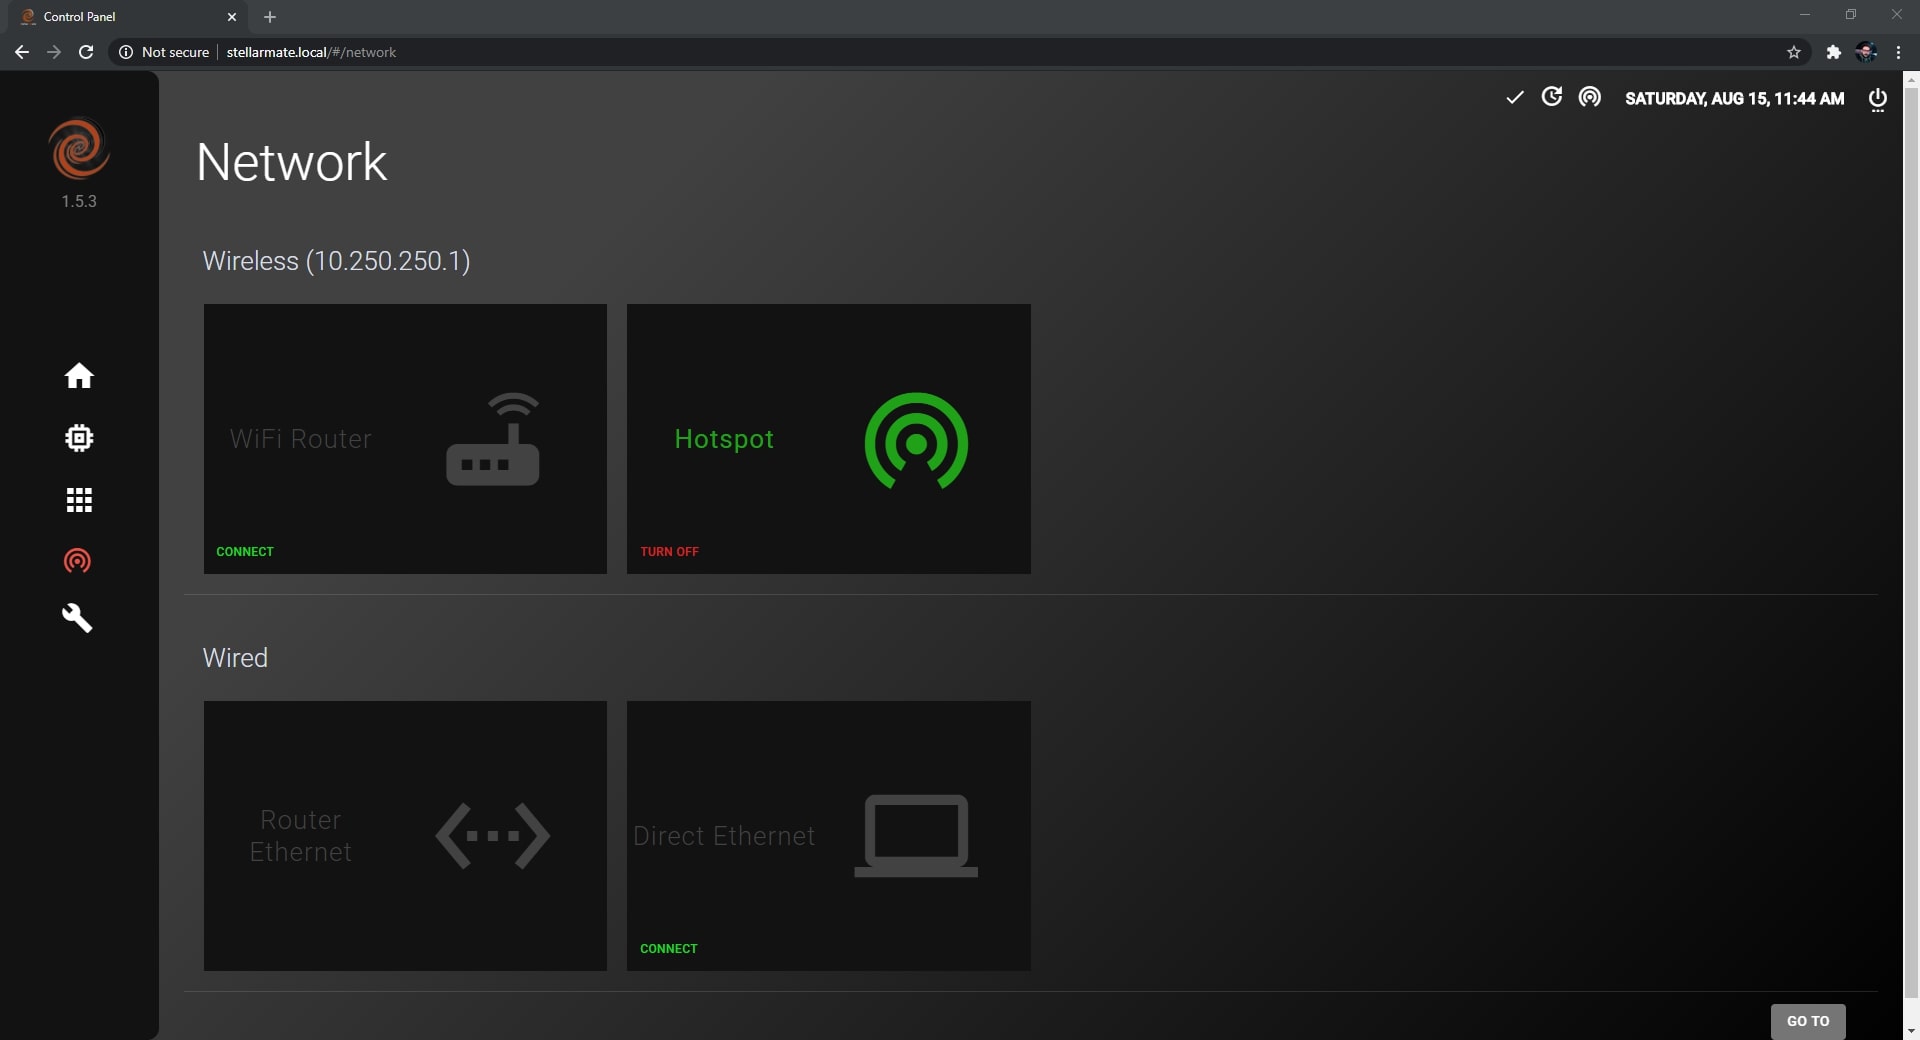 Control Panel
Not secure
stellarmate.local/#/network
SATURDAY, AUG 15, 11:44 AM
1.5.3
Network
Wireless (10.250.250.1)
WiFi Router
CONNECT
Hotspot
TURN OFF
Wired
Router
Ethernet
Direct Ethernet
CONNECT
GO TO